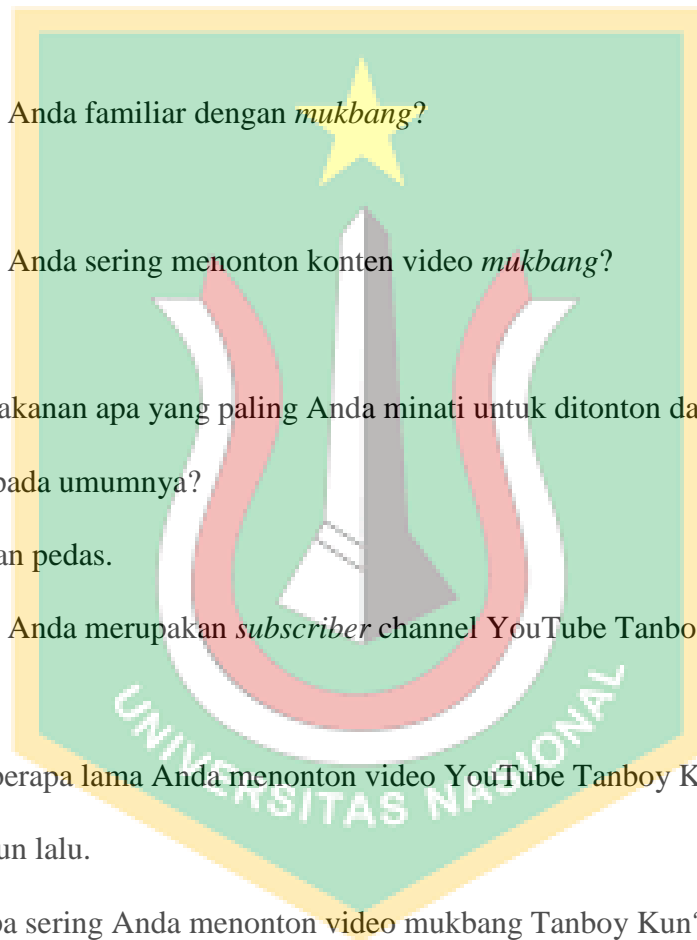 Anda familiar dengan mukbang?
Anda sering menonton konten video mukbang?
akanan apa yang paling Anda minati untuk ditonton da
pada umumnya?
an pedas.
Anda merupakan subscriber channel YouTube Tanbo
berapa lama Anda menonton video YouTube Tanboy K
un lalu.
pa sering Anda menonton video mukbang Tanboy Kun‘
UNIVERSITAS NASIONAL